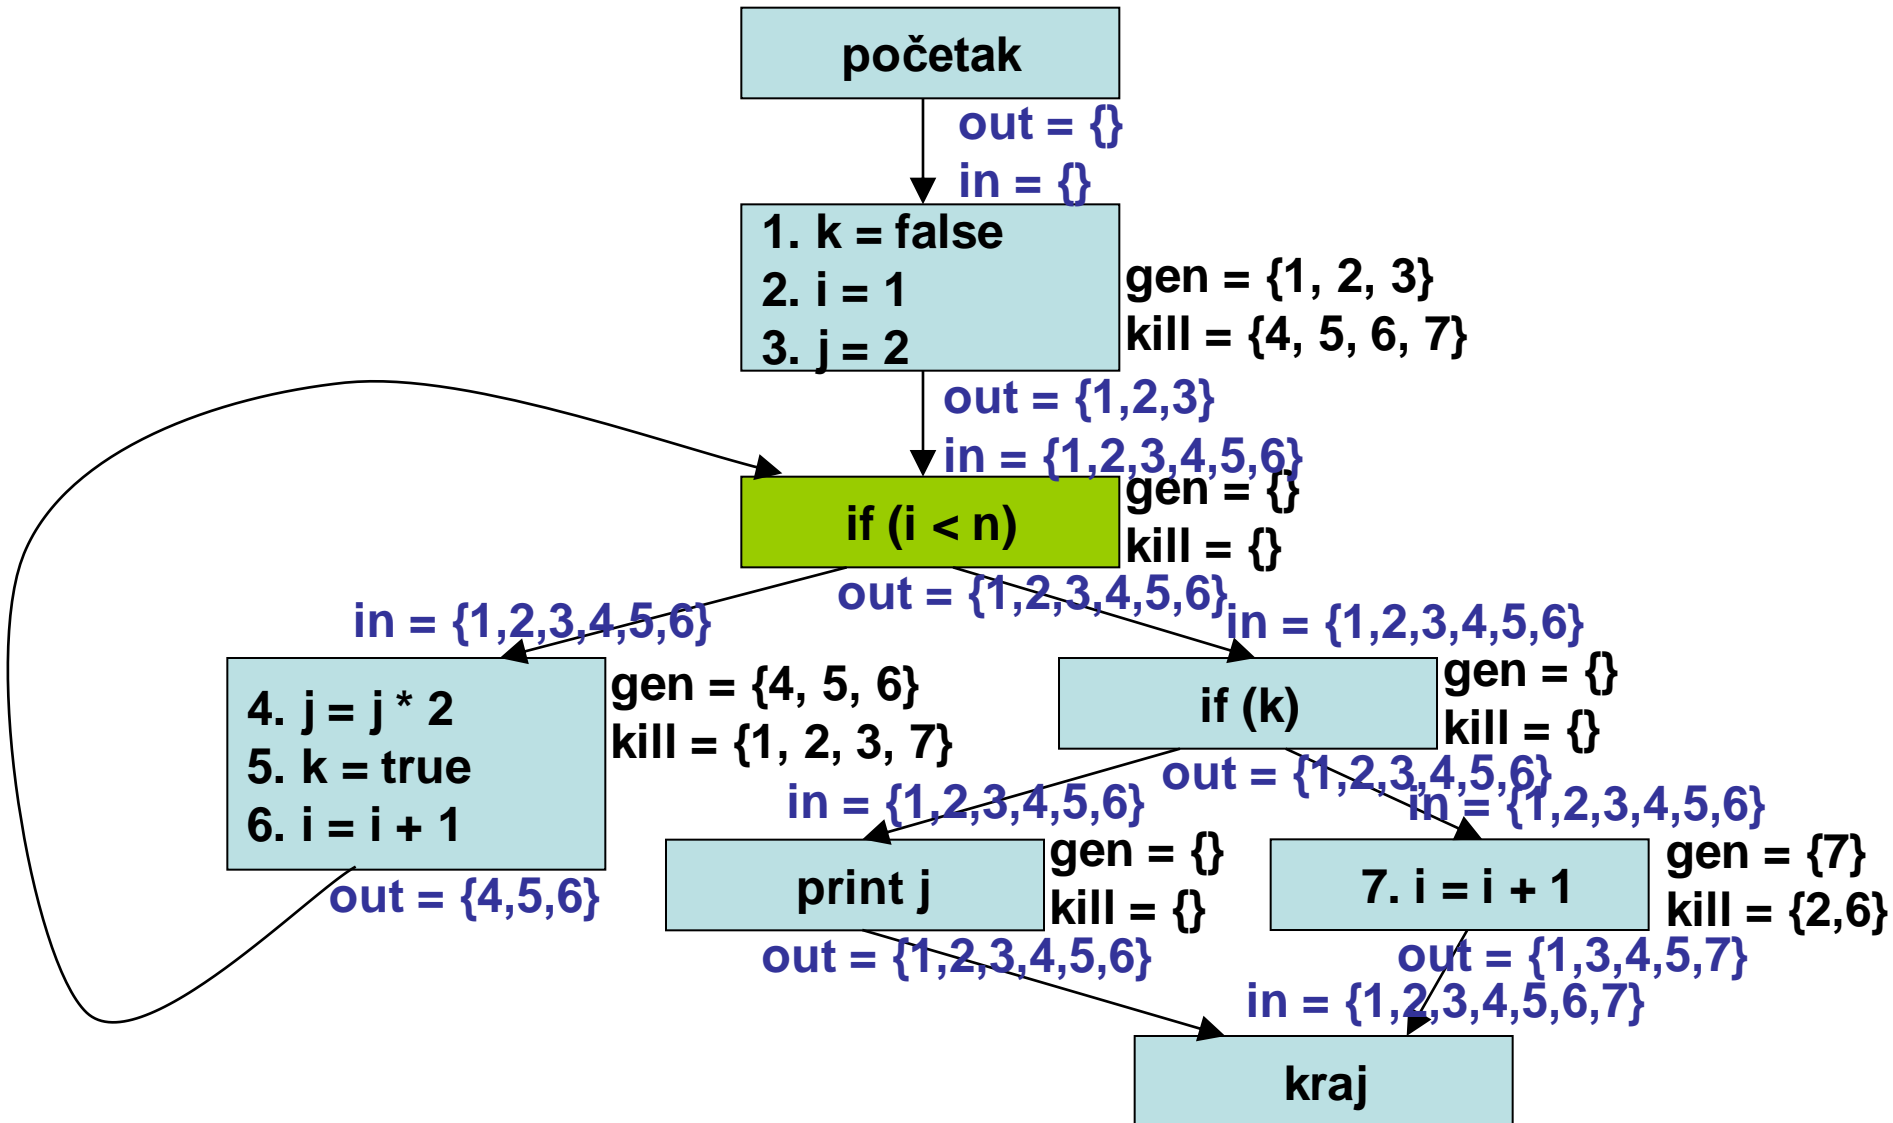 početak
out = {}
in = {}
1. k = false
2. i = 1
3. j = 2
gen = {1, 2, 3}
kill = {4, 5, 6, 7}
out = {1,2,3}
in = {1,2,3,4,5,6}
if (i < n)
gen = {}
kill = {}
out = {1,2,3,4,5,6}
in = {1,2,3,4,5,6}
in = {1,2,3,4,5,6}
4. j = j * 2
5. k = true
6. i = i + 1
gen = {4, 5, 6}
kill = {1, 2, 3, 7}
out = {4,5,6}
if (k)
gen = {}
kill = {}
out = {1,2,3,4,5,6}
in = {1,2,3,4,5,6}
in = {1,2,3,4,5,6}
print j
gen = {}
kill = {}
out = {1,2,3,4,5,6}
7. i = i + 1
gen = {7}
kill = {2,6}
out = {1,3,4,5,7}
in = {1,2,3,4,5,6,7}
kraj